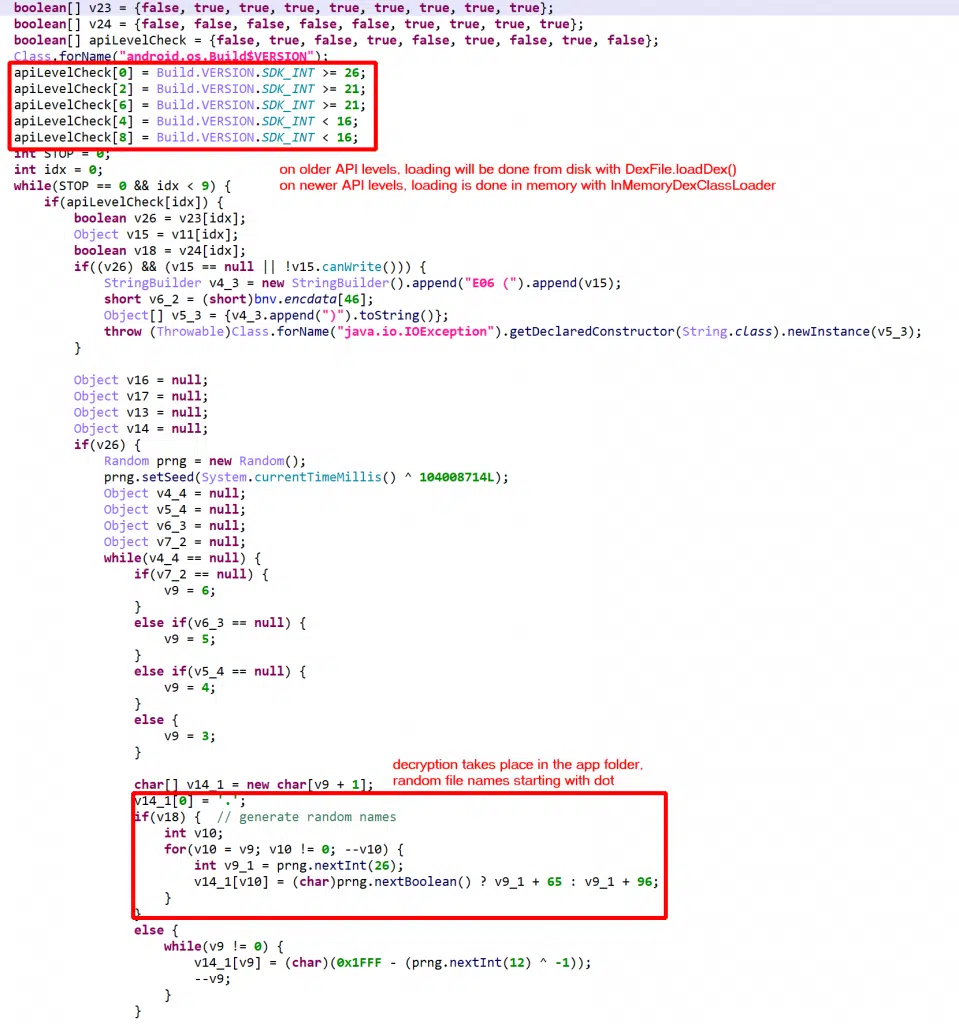 boolean[] v23 = {false, true, true, true, true, true, true, true, true};
boolean[] v24 = {false, false, false, false, false, true, true, true, true};
boolean[] apiLevelCheck = {false, true, false, true, false, true, false, true, false};
Class.forName("android.os.Build$VERSION");
apiLevelCheck[0] = Build.VERSION.SDK_INT >= 26;
apiLevelCheck[2] = Build.VERSION.SDK_INT >= 21;
apiLevelCheck[6] = Build.VERSION.SDK_INT >= 21;
apiLevelCheck[4] = Build.VERSION.SDK_INT < 16;
apiLevelCheck[8] = Build.VERSION.SDK_INT < 16;
int STOP = 0;
int idx = 0;
on older API levels, loading will be done from disk with DexFile.loadDex()
while(STOP == 0 && idx < 9) {
on newer API levels, loading is done in memory with InMemoryDexClassLoader
if(apiLevelCheck[idx]) {
boolean v26 = v23[idx];
Object v15 = v11[idx];
boolean v18 = v24[idx];
if((v26) && (v15 == null || !v15.canWrite())) {
StringBuilder v4_3 = new StringBuilder().append("E06 (").append(v15);
short v6_2 = (short)bnv.encdata[46];
Object[] v5_3 = {v4_3.append(")").toString()};
throw (Throwable)Class.forName("java.io.IOException").getDeclaredConstructor(String.class).newInstance(v5_3);
}
Object v16 = null;
Object v17 = null;
Object v13 = null;
Object v14 = null;
if(v26) {
Random prng = new Random();
prng.setSeed(System.currentTimeMillis() ^ 104008714L);
Object v4_4 = null;
Object v5_4 = null;
Object v6_3 = null;
Object v7_2 = null;
while(v4_4 == null) {
if(v7_2 == null) {
v9 = 6;
}
else if(v6_3 == null) {
v9 = 5;
}
else if(v5_4 == null) {
v9 = 4;
}
else {
v9 = 3;
}
decryption takes place in the app folder,
random file names starting with dot
char[] v14_1 = new char[v9 + 1];
v14_1[0] = '.';
if(v18) {  // generate random names
int v10;
for(v10 = v9; v10 != 0; --v10) {
int v9_1 = prng.nextInt(26);
v14_1[v10] = (char)prng.nextBoolean() ? v9_1 + 65 : v9_1 + 96;
}
}
else {
while(v9 != 0) {
v14_1[v9] = (char)(0x1FFF - (prng.nextInt(12) ^ -1));
--v9;
}
}